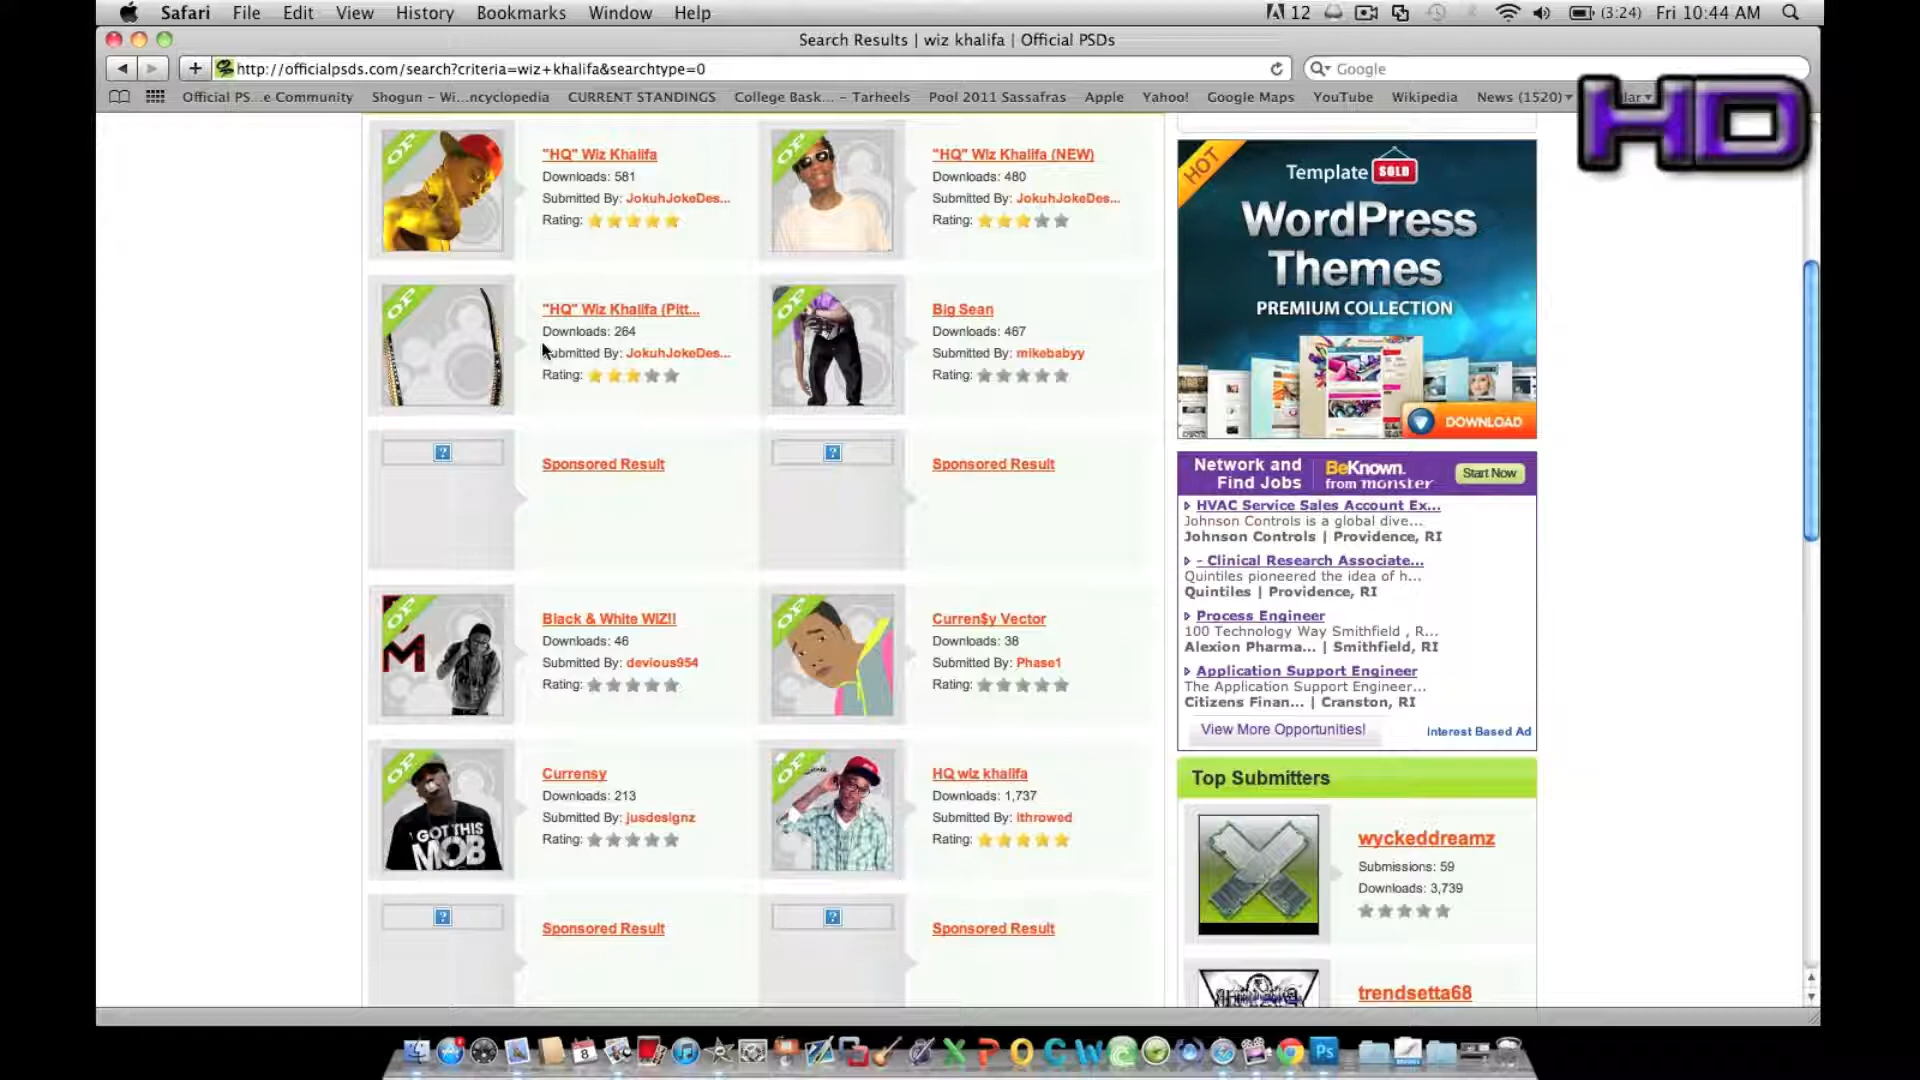 Safari File Edit View History Bookmarks Window Help
12 (3:24) Fri 10:44 AM
Search Results | wiz khalifa | Official PSDs
http://officialpsds.com/search?criteria=wiz+khalifa&searchtype=0
Google
Official PS...e Community Shogun – Wi...ncyclopedia CURRENT STANDINGS College Bask... – Tarheels Pool 2011 Sassafras Apple Yahoo! Google Maps YouTube Wikipedia News (1520)
HD
OP
"HQ" Wiz Khalifa
Downloads: 581
Submitted By: JokuhJokeDes...
Rating:
OP
"HQ" Wiz Khalifa (NEW)
Downloads: 480
Submitted By: JokuhJokeDes...
Rating:
OP
"HQ" Wiz Khalifa (Pitt...
Downloads: 264
Submitted By: JokuhJokeDes...
Rating:
OP
Big Sean
Downloads: 467
Submitted By: mikebabyy
Rating:
?
Sponsored Result
?
Sponsored Result
OP
M
Black & White WIZ!!
Downloads: 46
Submitted By: devious954
Rating:
OP
Curren$y Vector
Downloads: 38
Submitted By: Phase1
Rating:
OP
I GOT THIS
MOB
Currensy
Downloads: 213
Submitted By: jusdesignz
Rating:
OP
HQ wiz khalifa
Downloads: 1,737
Submitted By: ithrowed
Rating:
?
Sponsored Result
?
Sponsored Result
HOT
Template SOLD
WordPress
Themes
PREMIUM COLLECTION
DOWNLOAD
Network and
Find Jobs
BeKnown.
from monster
Start Now
HVAC Service Sales Account Ex...
Johnson Controls is a global dive...
Johnson Controls | Providence, RI
- Clinical Research Associate...
Quintiles pioneered the idea of h...
Quintiles | Providence, RI
Process Engineer
100 Technology Way Smithfield , R...
Alexion Pharma... | Smithfield, RI
Application Support Engineer
The Application Support Engineer...
Citizens Finan... | Cranston, RI
View More Opportunities!
Interest Based Ad
Top Submitters
wyckeddreamz
Submissions: 59
Downloads: 3,739
trendsetta68
8
Ps